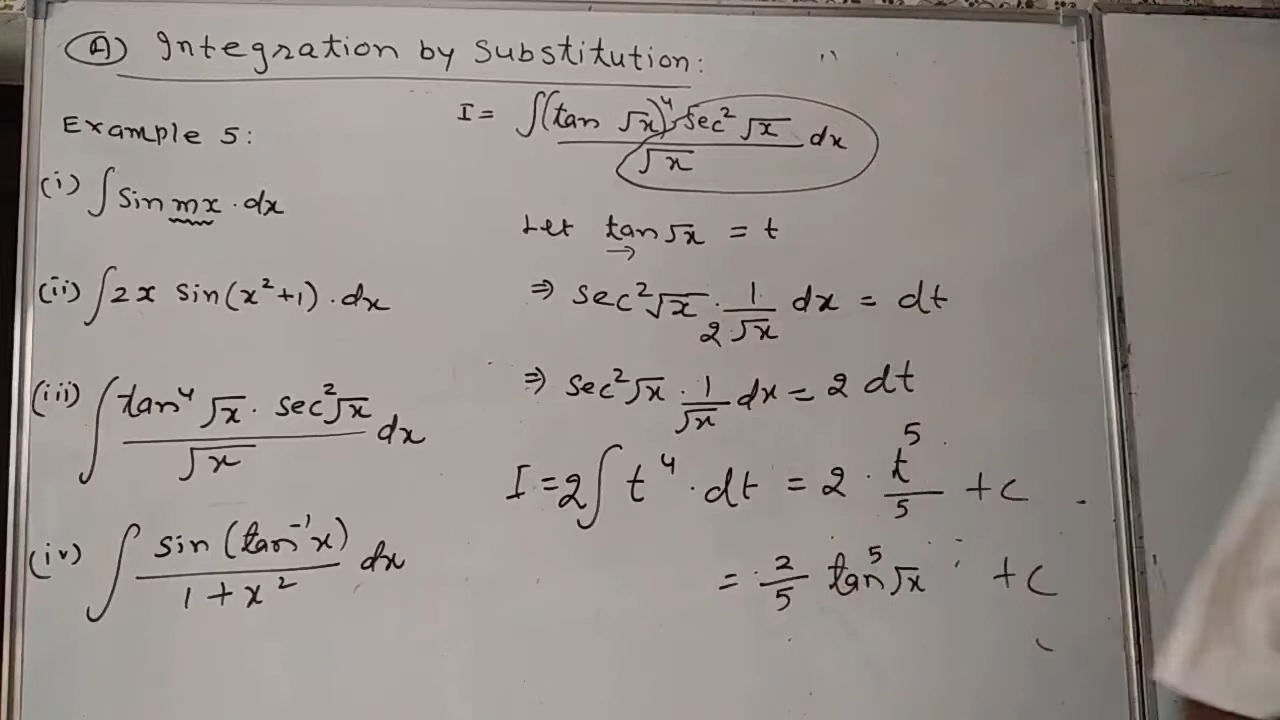 (A) Integration by Substitution:
Example 5:
(i) ∫ Sin mx · dx
(ii) ∫ 2x sin(x²+1) · dx
(iii) ∫ tan⁴ √x · sec² √x / √x dx
(iv) ∫ sin (tan⁻¹x) / 1+x² dx
I = ∫ (tan √x)⁴ sec² √x / √x dx
Let tan √x = t
⇒ sec² √x · 1 / 2√x dx = dt
⇒ sec² √x · 1 / √x dx = 2 dt
I = 2 ∫ t⁴ · dt = 2 · t⁵ / 5 + c
= 2/5 tan⁵ √x + c